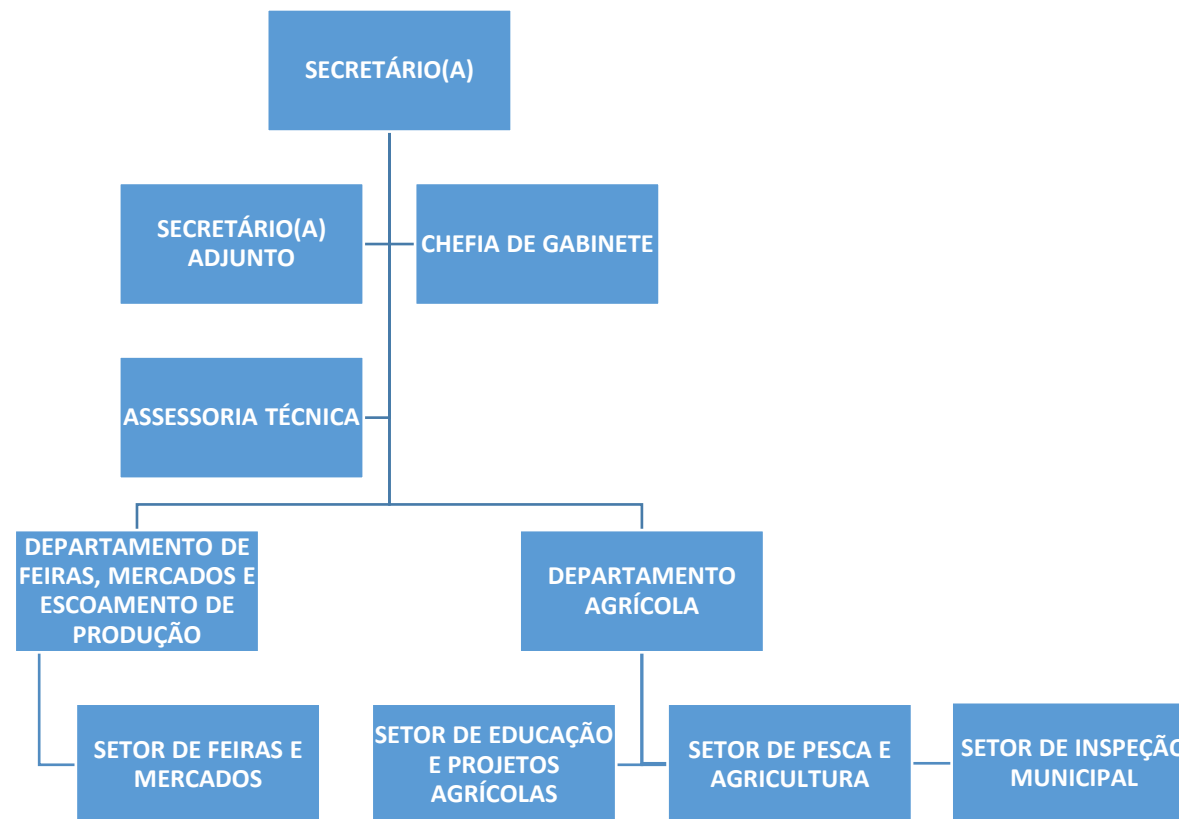 SECRETÁRIO(A)
SECRETÁRIO(A)
ADJUNTO
CHEFIA DE GABINETE
ASSESSORIA TÉCNICA
DEPARTAMENTO DE
FEIRAS, MERCADOS E
ESCOAMENTO DE
PRODUÇÃO
DEPARTAMENTO
AGRÍCOLA
SETOR DE FEIRAS E
MERCADOS
SETOR DE EDUCAÇÃO
E PROJETOS
AGRÍCOLAS
SETOR DE PESCA E
AGRICULTURA
SETOR DE INSPEÇÃO
MUNICIPAL